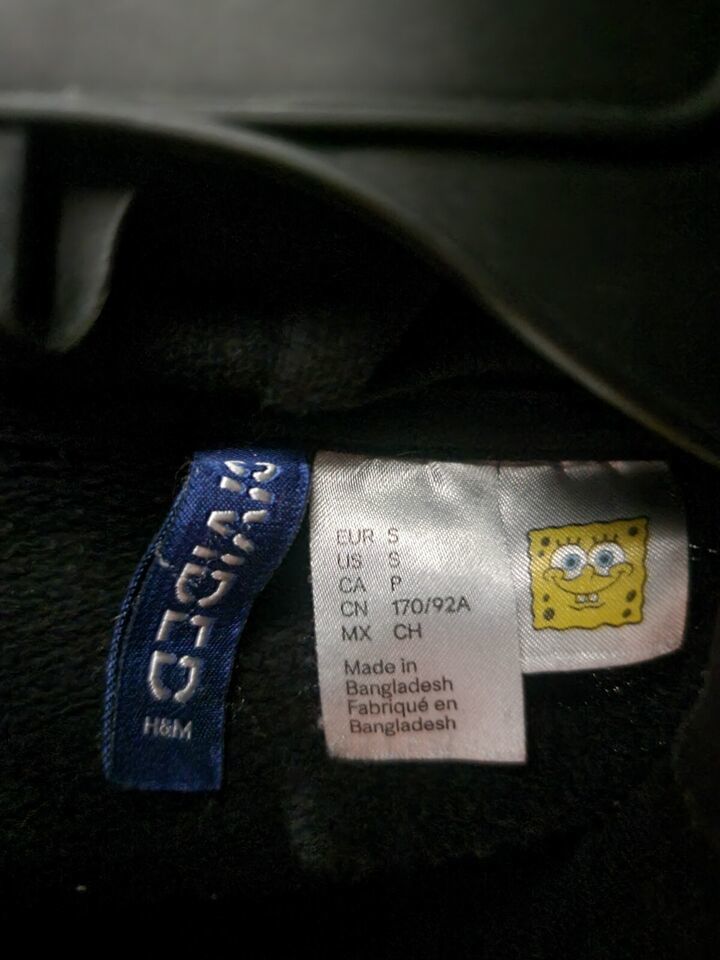 DIVIDED
H&M
EUR S
US S
CA P
CN 170/92A
MX CH
Made in
Bangladesh
Fabriqué en
Bangladesh